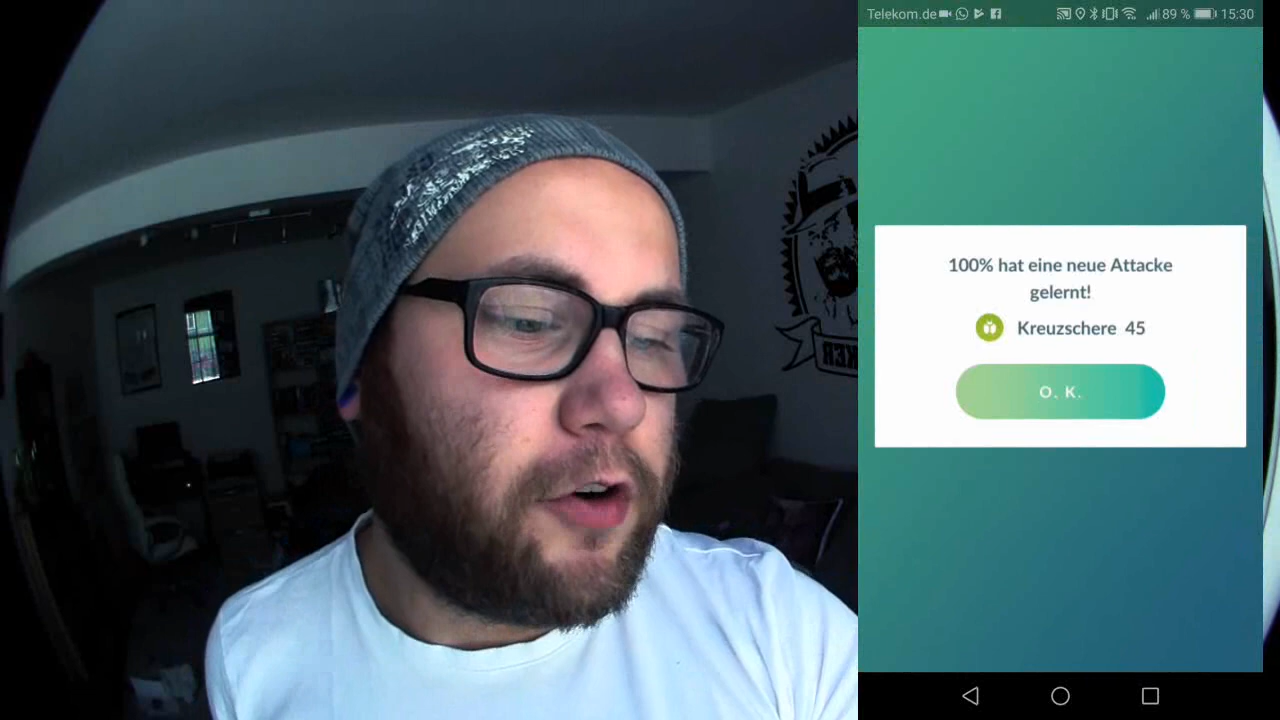 Telekom.de 89 % 15:30
100% hat eine neue Attacke
gelernt!
Kreuzschere 45
O. K.